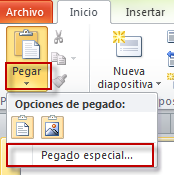 Archivo
Inicio
Insertar
Pegar
Nueva
diapositiva
Opciones de pegado:
Pegado especial...